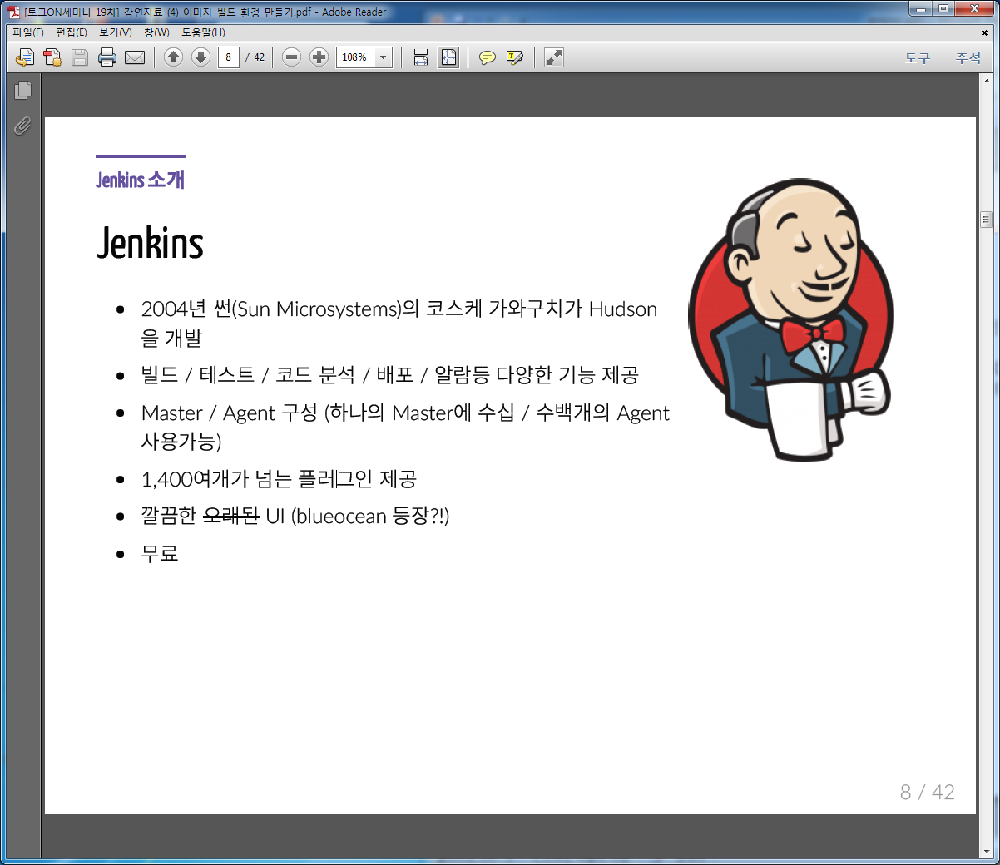 [토크ON세미나_19차]_강연자료_(4)_이미지_빌드_환경_만들기.pdf - Adobe Reader
파일(F) 편집(E) 보기(V) 창(W) 도움말(H)
8 / 42 108% 도구 주석
Jenkins 소개
Jenkins
• 2004년 썬(Sun Microsystems)의 코스케 가와구치가 Hudson
을 개발
• 빌드 / 테스트 / 코드 분석 / 배포 / 알람등 다양한 기능 제공
• Master / Agent 구성 (하나의 Master에 수십 / 수백개의 Agent
사용가능)
• 1,400여개가 넘는 플러그인 제공
• 깔끔한 오래된 UI (blueocean 등장?!)
• 무료
8 / 42